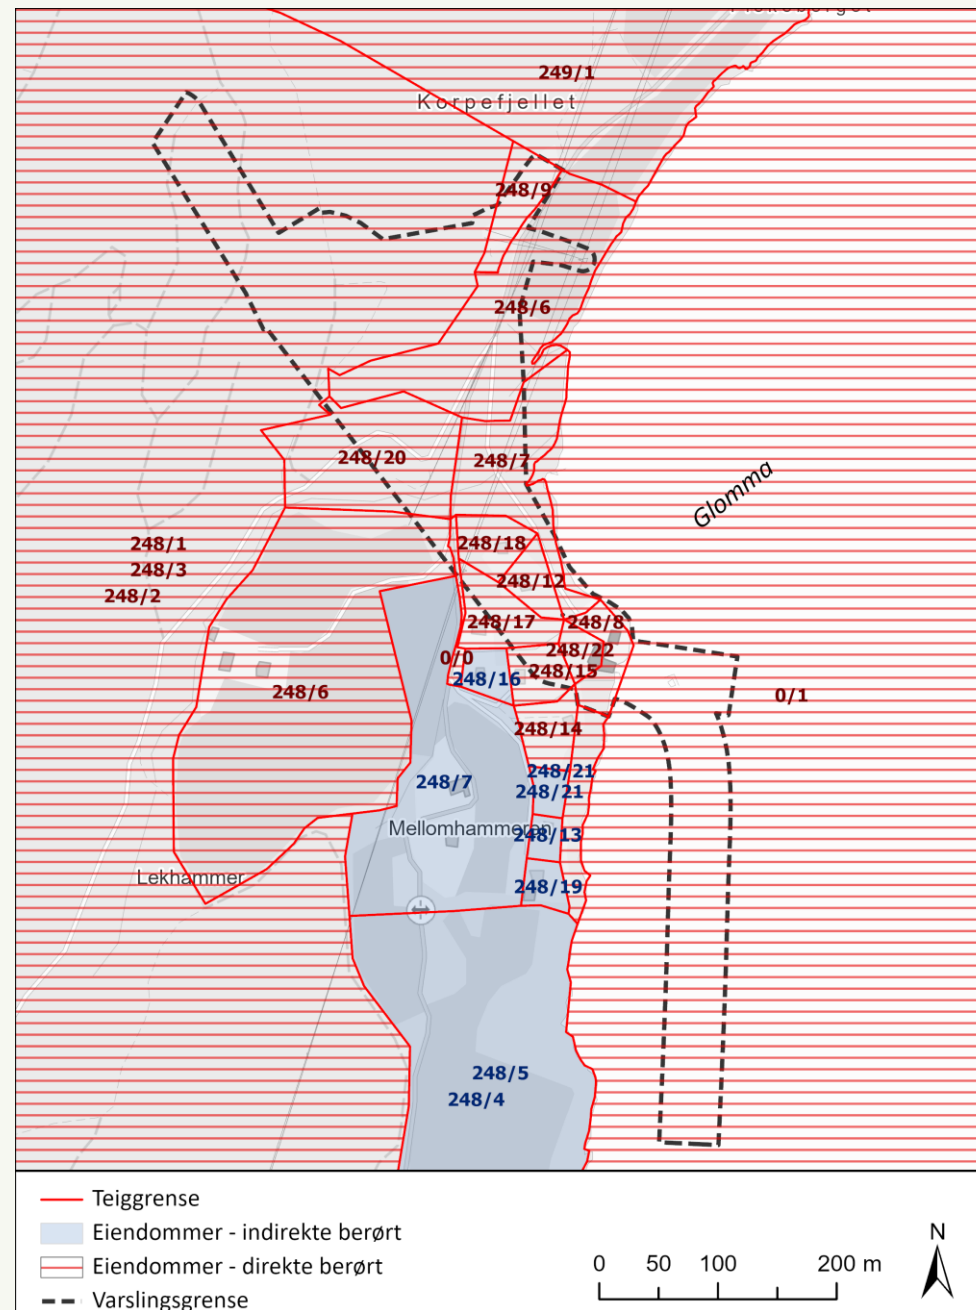 249/1
Korpefjellet
248/9
248/6
248/20
248/7
Glomma
248/18
248/1
248/3
248/2
248/12
248/17
248/8
248/22
0/0
248/15
248/16
248/6
0/1
248/14
248/21
248/7
248/21
Mellomhammeren
248/13
Lekhammer
248/19
248/5
248/4
Teiggrense
Eiendommer - indirekte berørt
Eiendommer - direkte berørt
Varslingsgrense
N
0 50 100 200 m